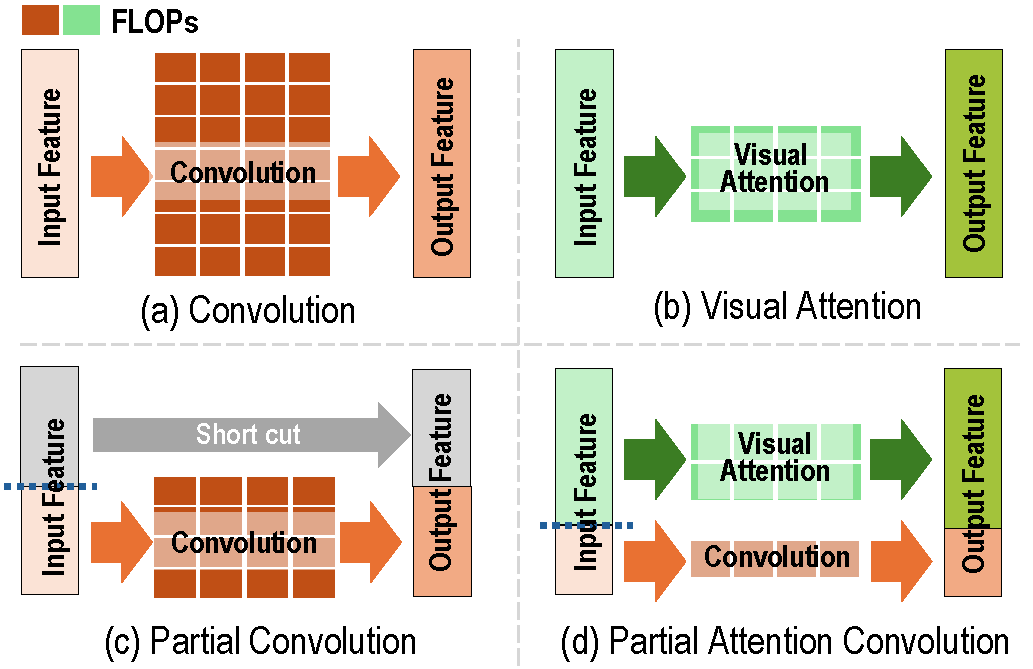 FLOPs
Input Feature
Convolution
Output Feature
(a) Convolution
Input Feature
Visual
Attention
Output Feature
(b) Visual Attention
Input Feature
Short cut
Convolution
Output Feature
(c) Partial Convolution
Input Feature
Visual
Attention
Convolution
Output Feature
(d) Partial Attention Convolution